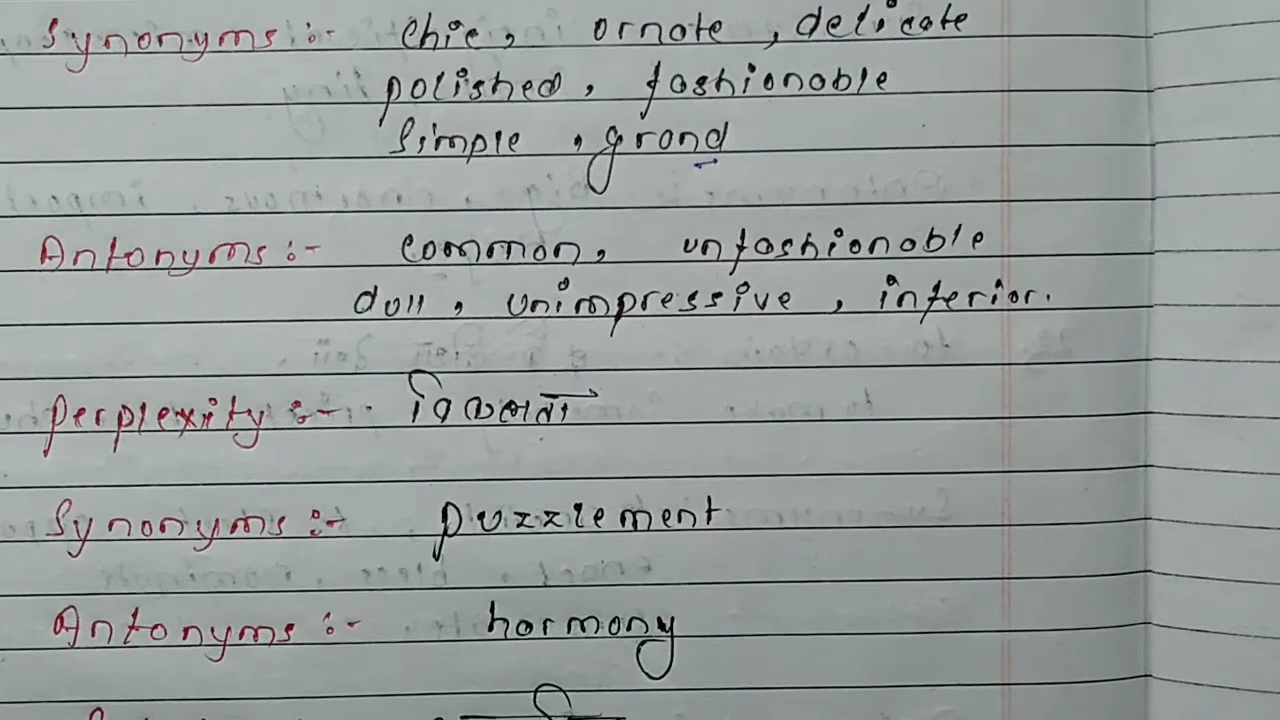 Synonyms :- chic, ornate, delicate
polished, fashionable
simple, grand
Antonyms :- common, unfashionable
dull, unimpressive, inferior.
Perplexity :-
Synonyms :- puzzlement
Antonyms :- harmony